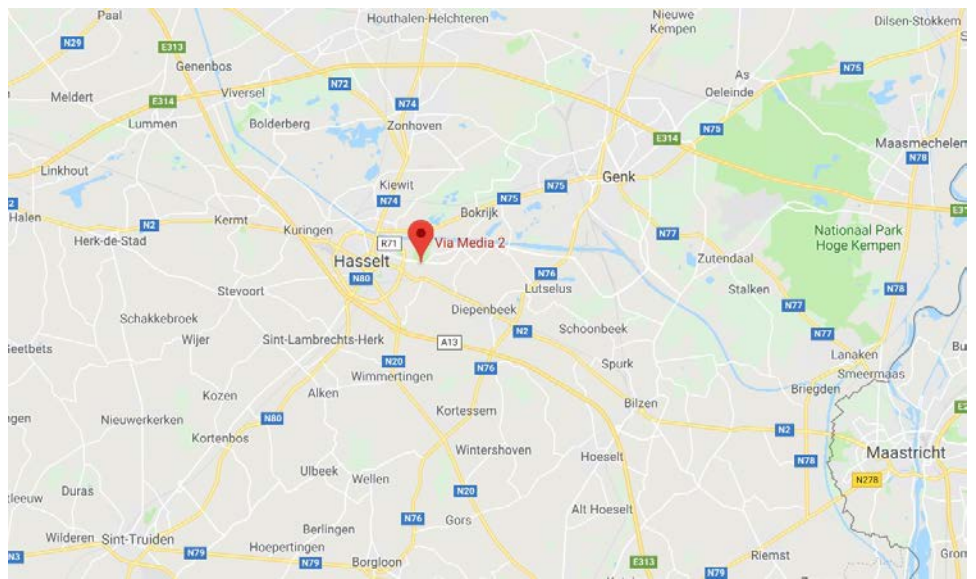 Paal
Houthalen-Helchteren
Nieuwe
Kempen
Dilsen-Stokkem
N29
E313
Genenbos
N75
As
Oeleinde
Meldert
Viversel
N72
N74
E314
Lummen
Bolderberg
Zonhoven
E314
N75
Maasmechelen
N78
Linkhout
Kiewit
N74
N75
Genk
Halen
N2
Kermt
Bokrijk
Kuringen
Herk-de-Stad
R71
Via Media 2
N77
Nationaal Park
Hoge Kempen
Hasselt
N80
N76
Zutendaal
Stevoort
Lutselus
Stalken
N78
Diepenbeek
N77
Schakkebroek
N2
Schoonbeek
N77
Geetbets
Wijer
Sint-Lambrechts-Herk
A13
Lanaken
N20
N76
Spurk
Smeermaas
Wimmertingen
Briegden
Kozen
Alken
Bilzen
Nieuwerkerken
N80
Kortessem
N2
Kortenbos
Wintershoven
Hoeselt
N78
Maastricht
Ulbeek
Wellen
N278
Duras
N20
Alt Hoeselt
Berlingen
N76
Gors
Wilderen
Sint-Truiden
N3
N79
Hoepertingen
N79
Borgloon
E313
Riemst
N79